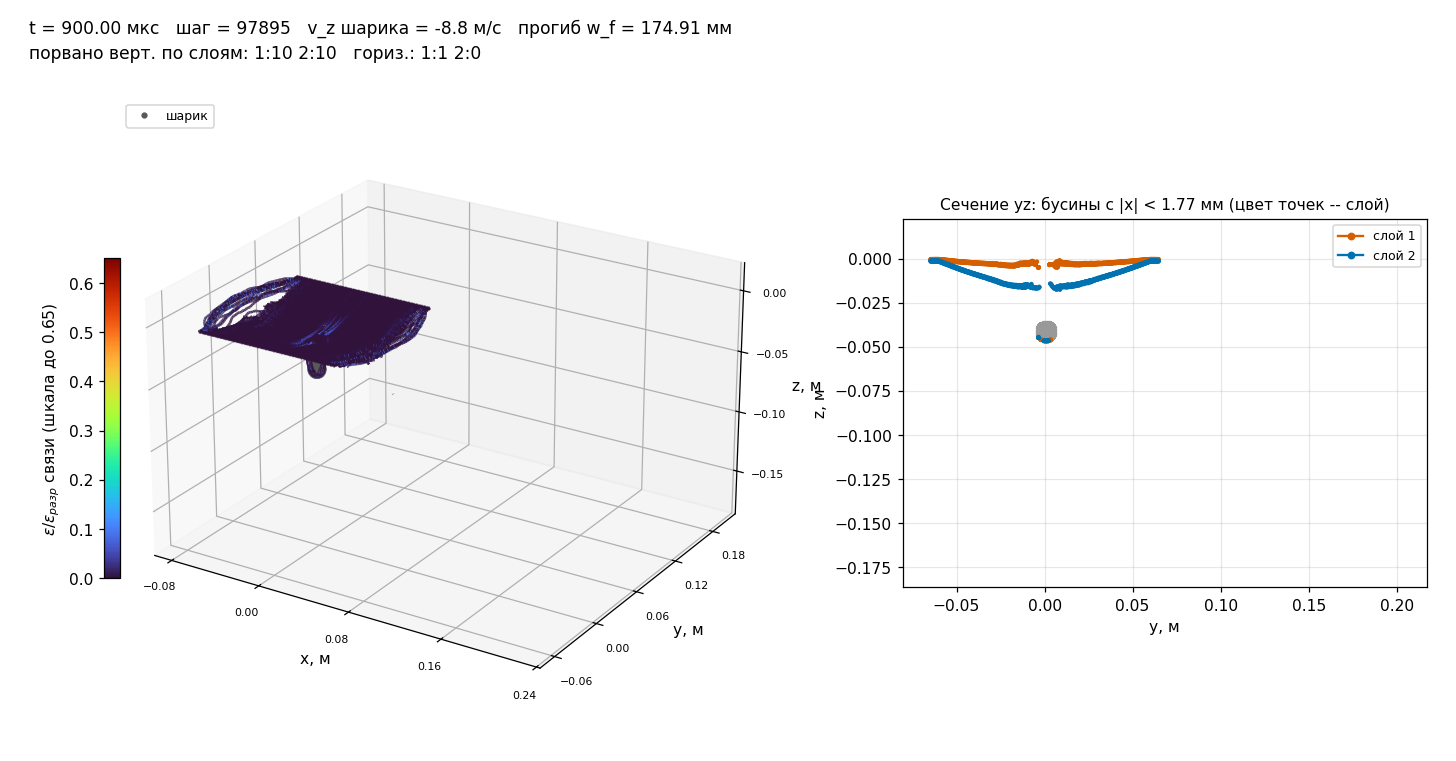 t = 900.00 мкс   шаг = 97895   v_z шарика = -8.8 м/с   прогиб w_f = 174.91 мм
порвано верт. по слоям: 1:10 2:10   гориз.: 1:1 2:0
шарик
ε/ε_разр связи (шкала до 0.65)
0.6
0.5
0.4
0.3
0.2
0.1
0.0
0.00
−0.05
−0.10
−0.15
z, м
−0.08
0.00
0.08
0.16
0.24
x, м
−0.06
0.00
0.06
0.12
0.18
y, м
Сечение yz: бусины с |x| < 1.77 мм (цвет точек -- слой)
слой 1
слой 2
0.000
−0.025
−0.050
−0.075
−0.100
−0.125
−0.150
−0.175
z, м
−0.05
0.00
0.05
0.10
0.15
0.20
y, м